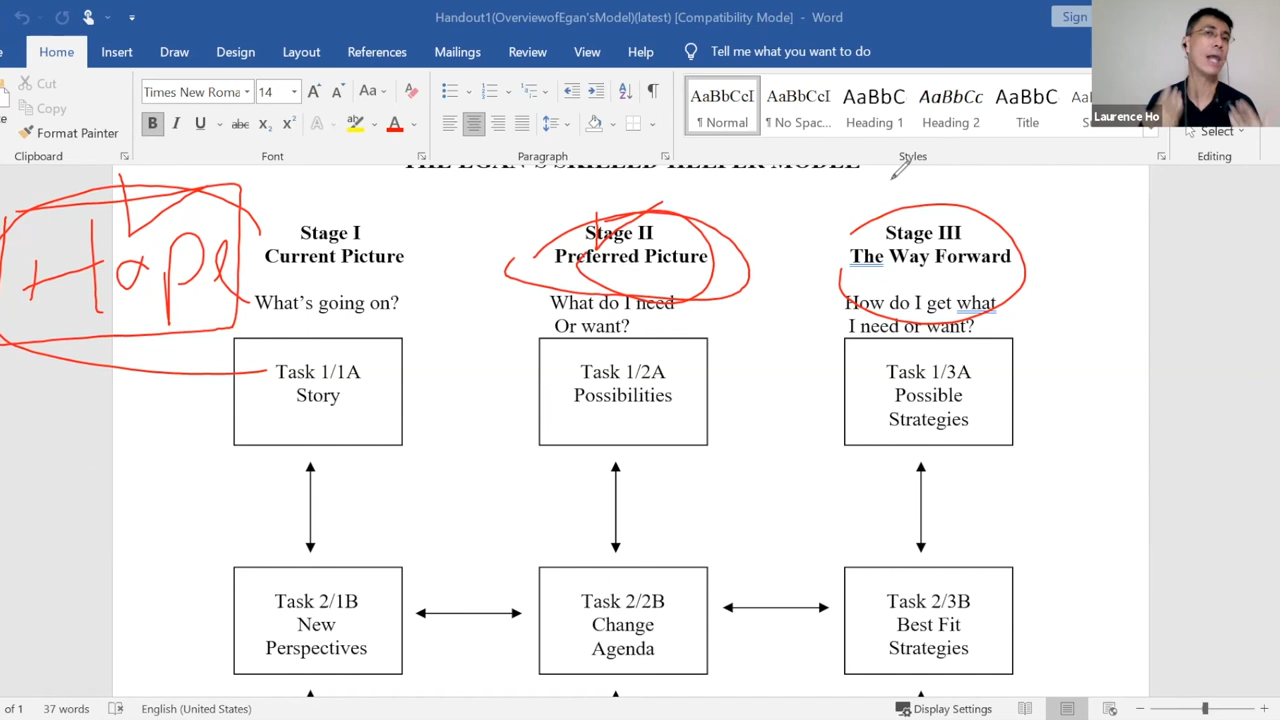 Handout1(OverviewofEgan'sModel)(latest) [Compatibility Mode] - Word
Sign
Home Insert Draw Design Layout References Mailings Review View Help Tell me what you want to do
Cut
Copy
Format Painter
Clipboard
Times New Roma 14
Font
Paragraph
AaBbCcI AaBbCcI AaBbC AaBbCc AaBbC
¶ Normal ¶ No Spac... Heading 1 Heading 2 Title
Styles
Select
Editing
Laurence Ho
THE EGAN'S SKILLED HELPER MODEL
Hope
Stage I
Current Picture
What's going on?
Stage II
Preferred Picture
What do I need
Or want?
Stage III
The Way Forward
How do I get what
I need or want?
Task 1/1A
Story
Task 1/2A
Possibilities
Task 1/3A
Possible
Strategies
Task 2/1B
New
Perspectives
Task 2/2B
Change
Agenda
Task 2/3B
Best Fit
Strategies
of 1 37 words English (United States) Display Settings